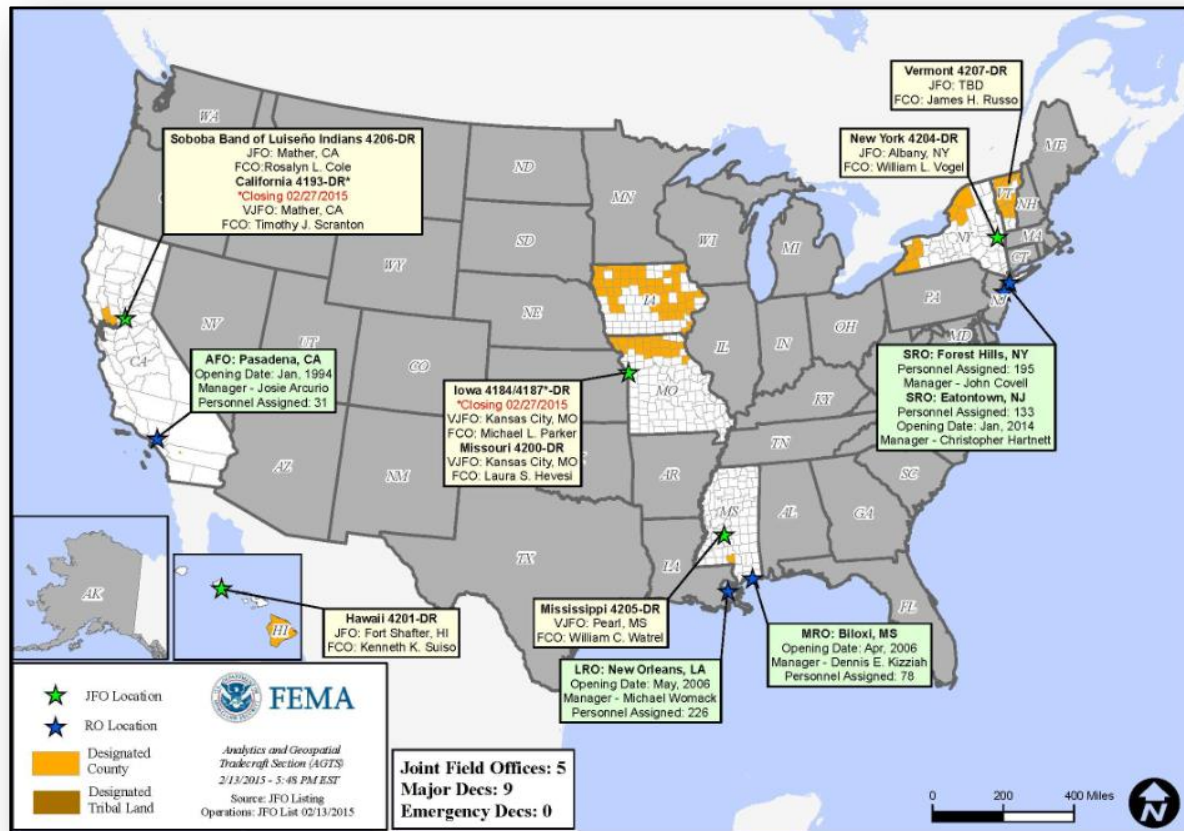 WA
ND
MN
SD
WI
MI
WY
NE
IA
NV
UT
CO
CA
IL
IN
OH
PA
NY
VT
NH
ME
MA
CT
NJ
MD
KY
TN
MO
AZ
NM
AR
SC
MS
AL
GA
TX
LA
FL
AK
HI
Soboba Band of Luiseño Indians 4206-DR
JFO: Mather, CA
FCO:Rosalyn L. Cole
California 4193-DR*
*Closing 02/27/2015
VJFO: Mather, CA
FCO: Timothy J. Scranton
Vermont 4207-DR
JFO: TBD
FCO: James H. Russo
New York 4204-DR
JFO: Albany, NY
FCO: William L. Vogel
AFO: Pasadena, CA
Opening Date: Jan, 1994
Manager - Josie Arcurio
Personnel Assigned: 31
Iowa 4184/4187*-DR
*Closing 02/27/2015
VJFO: Kansas City, MO
FCO: Michael L. Parker
Missouri 4200-DR
VJFO: Kansas City, MO
FCO: Laura S. Hevesi
SRO: Forest Hills, NY
Personnel Assigned: 195
Manager - John Covell
SRO: Eatontown, NJ
Personnel Assigned: 133
Opening Date: Jan, 2014
Manager - Christopher Hartnett
Hawaii 4201-DR
JFO: Fort Shafter, HI
FCO: Kenneth K. Suiso
Mississippi 4205-DR
VJFO: Pearl, MS
FCO: William C. Watrel
LRO: New Orleans, LA
Opening Date: May, 2006
Manager - Michael Womack
Personnel Assigned: 226
MRO: Biloxi, MS
Opening Date: Apr, 2006
Manager - Dennis E. Kizziah
Personnel Assigned: 78
JFO Location
RO Location
Designated
County
Designated
Tribal Land
FEMA
Analytics and Geospatial
Tradecraft Section (AGTS)
2/13/2015 - 5:48 PM EST
Source: JFO Listing
Operations: JFO List 02/13/2015
Joint Field Offices: 5
Major Decs: 9
Emergency Decs: 0
0 200 400 Miles
N